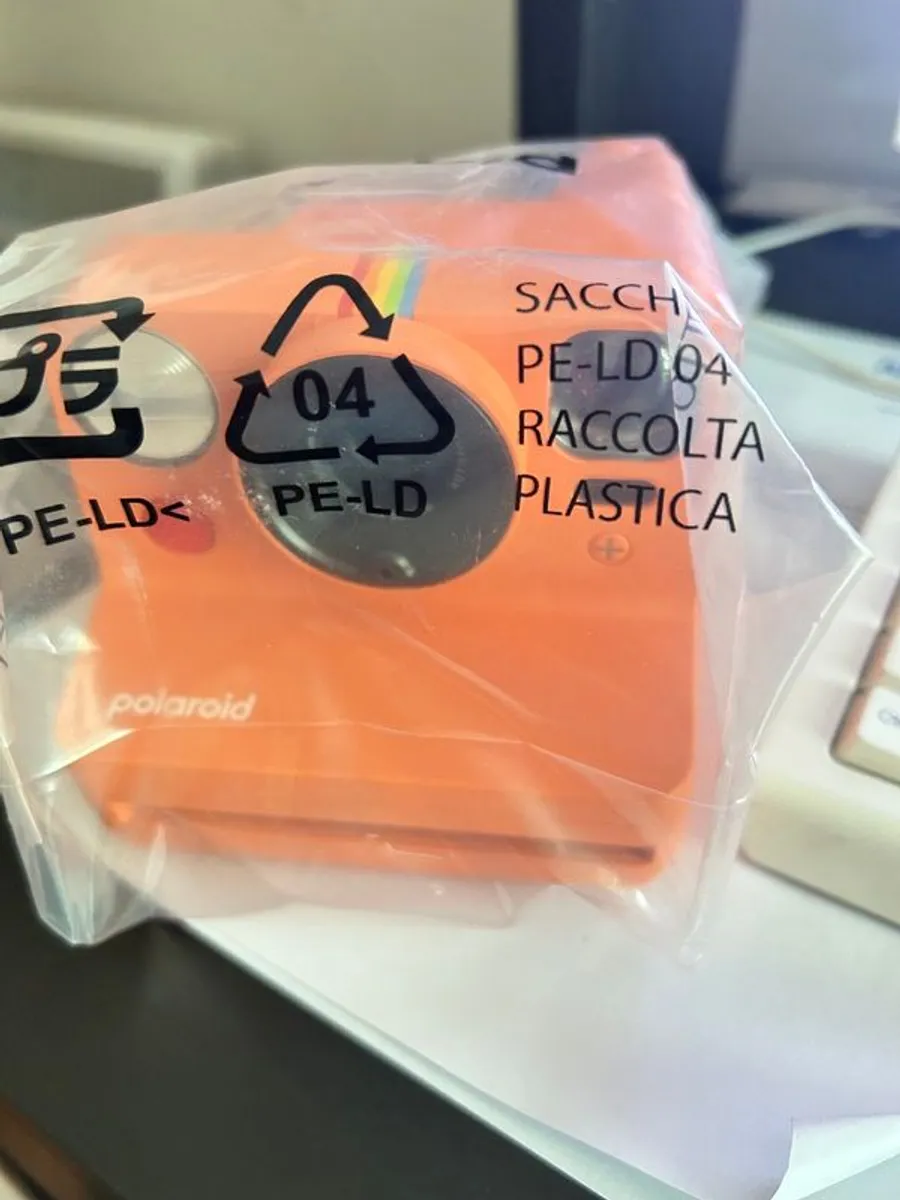 SACCH
04
PE-LD 04
RACCOLTA
PE-LD
PLASTICA
PE-LD<
polaroid